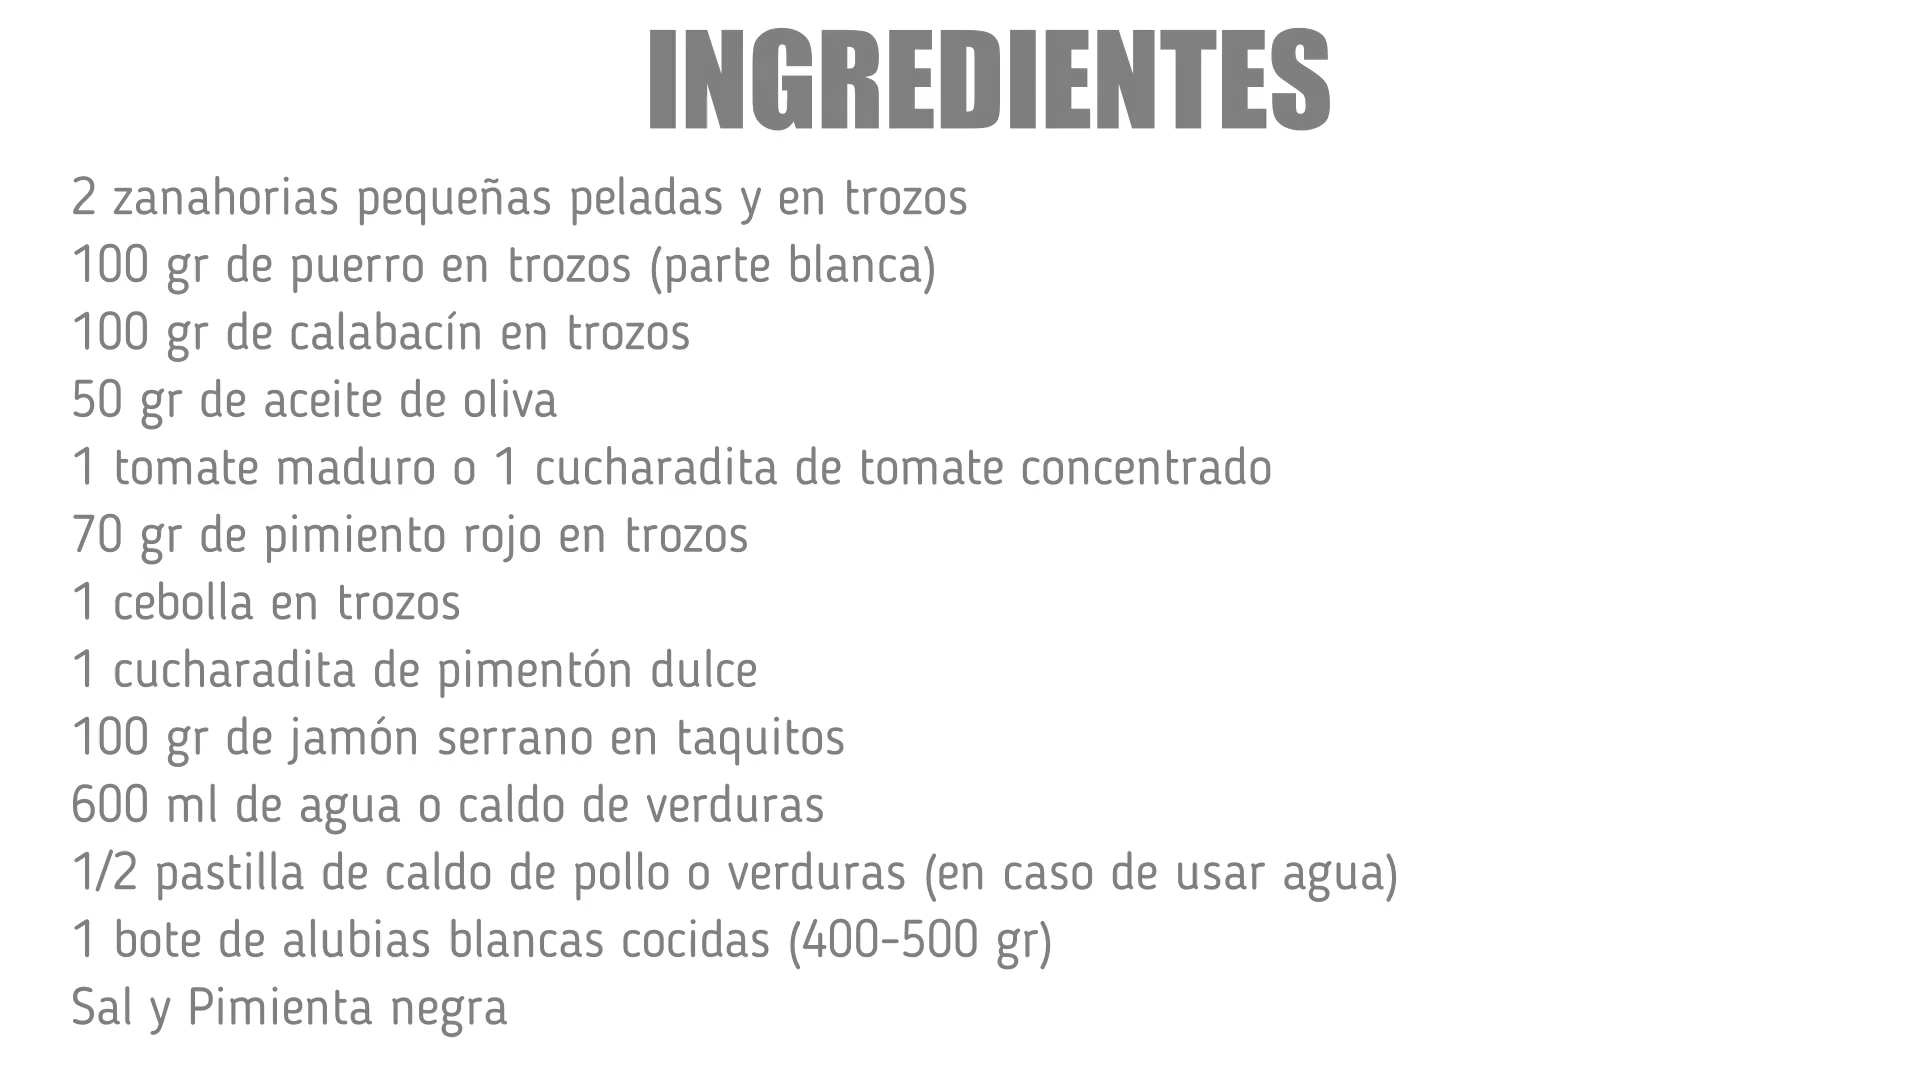 INGREDIENTES
2 zanahorias pequeñas peladas y en trozos
100 gr de puerro en trozos (parte blanca)
100 gr de calabacín en trozos
50 gr de aceite de oliva
1 tomate maduro o 1 cucharadita de tomate concentrado
70 gr de pimiento rojo en trozos
1 cebolla en trozos
1 cucharadita de pimentón dulce
100 gr de jamón serrano en taquitos
600 ml de agua o caldo de verduras
1/2 pastilla de caldo de pollo o verduras (en caso de usar agua)
1 bote de alubias blancas cocidas (400-500 gr)
Sal y Pimienta negra